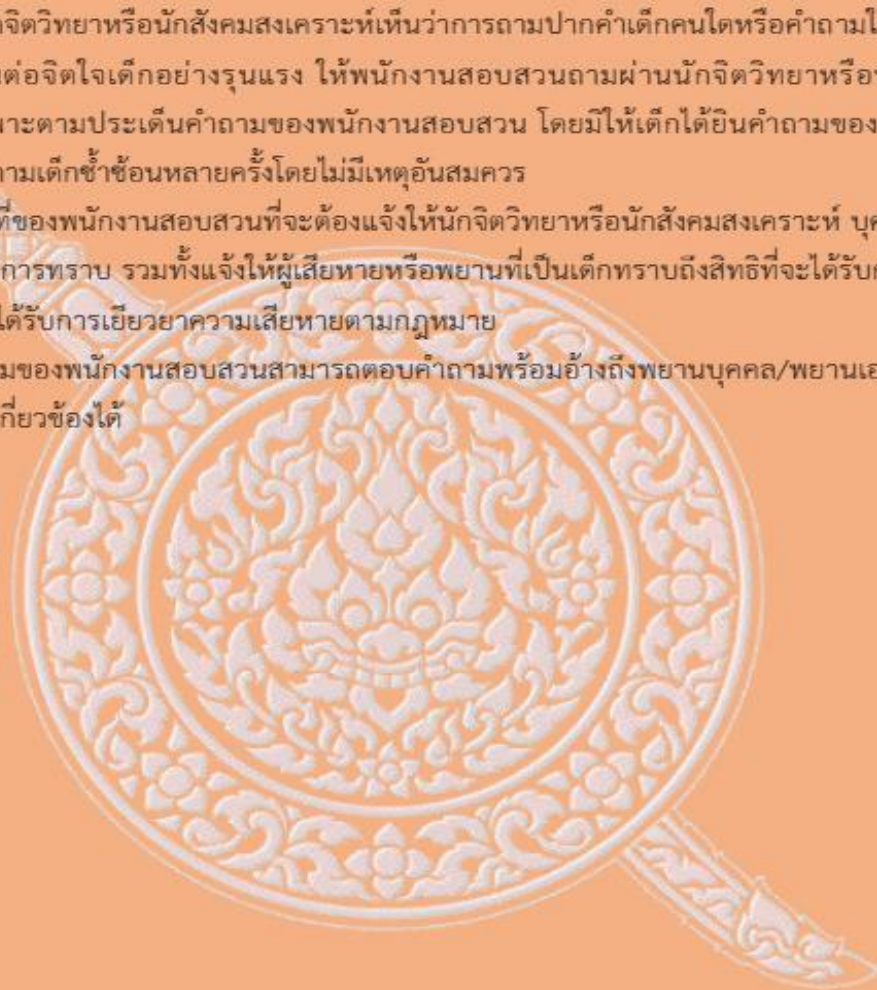 จิตวิทยาหรือนักสังคมสงเคราะห์เห็นว่าการถามปากคำเด็กคนใดหรือคำถามใ
ต่อจิตใจเด็กอย่างรุนแรง ให้พนักงานสอบสวนถามผ่านนักจิตวิทยาหรือ
าะตามประเด็นคำถามของพนักงานสอบสวน โดยมิให้เด็กได้ยินคำถามของ
ามเด็กซ้ำซ้อนหลายครั้งโดยไม่มีเหตุอันสมควร
ที่ของพนักงานสอบสวนที่จะต้องแจ้งให้นักจิตวิทยาหรือนักสังคมสงเคราะห์ บุค
การทราบ รวมทั้งแจ้งให้ผู้เสียหายหรือพยานที่เป็นเด็กทราบถึงสิทธิที่จะได้รับ
ได้รับการเยียวยาความเสียหายตามกฎหมาย
มของพนักงานสอบสวนสามารถตอบคำถามพร้อมอ้างถึงพยานบุคคล/พยานเอ
กี่ยวข้องได้